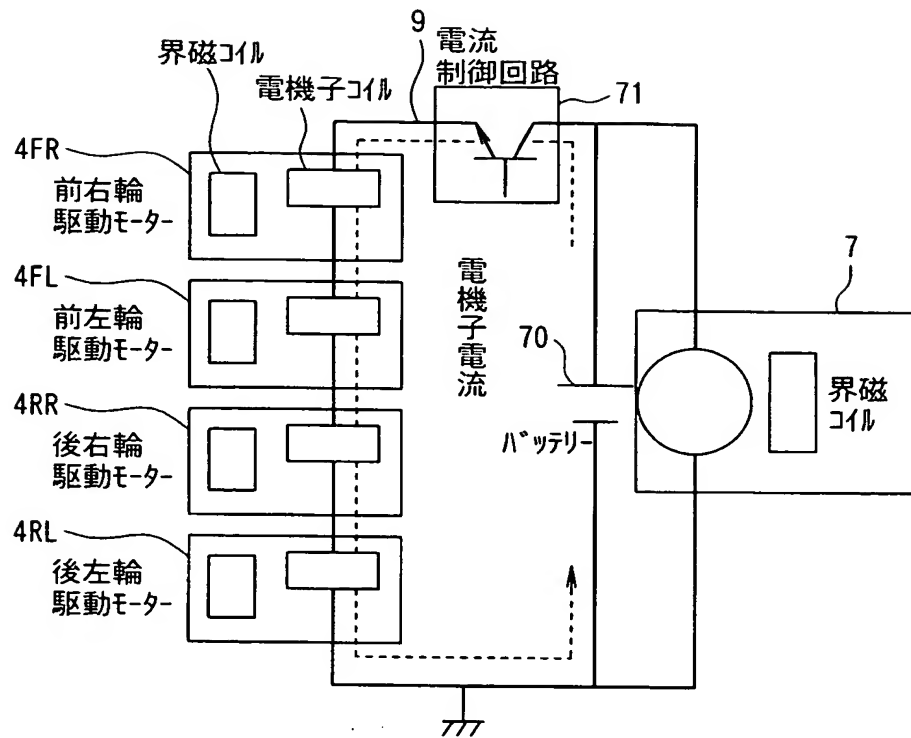 9
電流
制御回路
71
界磁コイル
電機子コイル
4FR
前右輪
駆動モーター
4FL
前左輪
駆動モーター
電機子電流
7
70
界磁
コイル
バッテリー
4RR
後右輪
駆動モーター
4RL
後左輪
駆動モーター